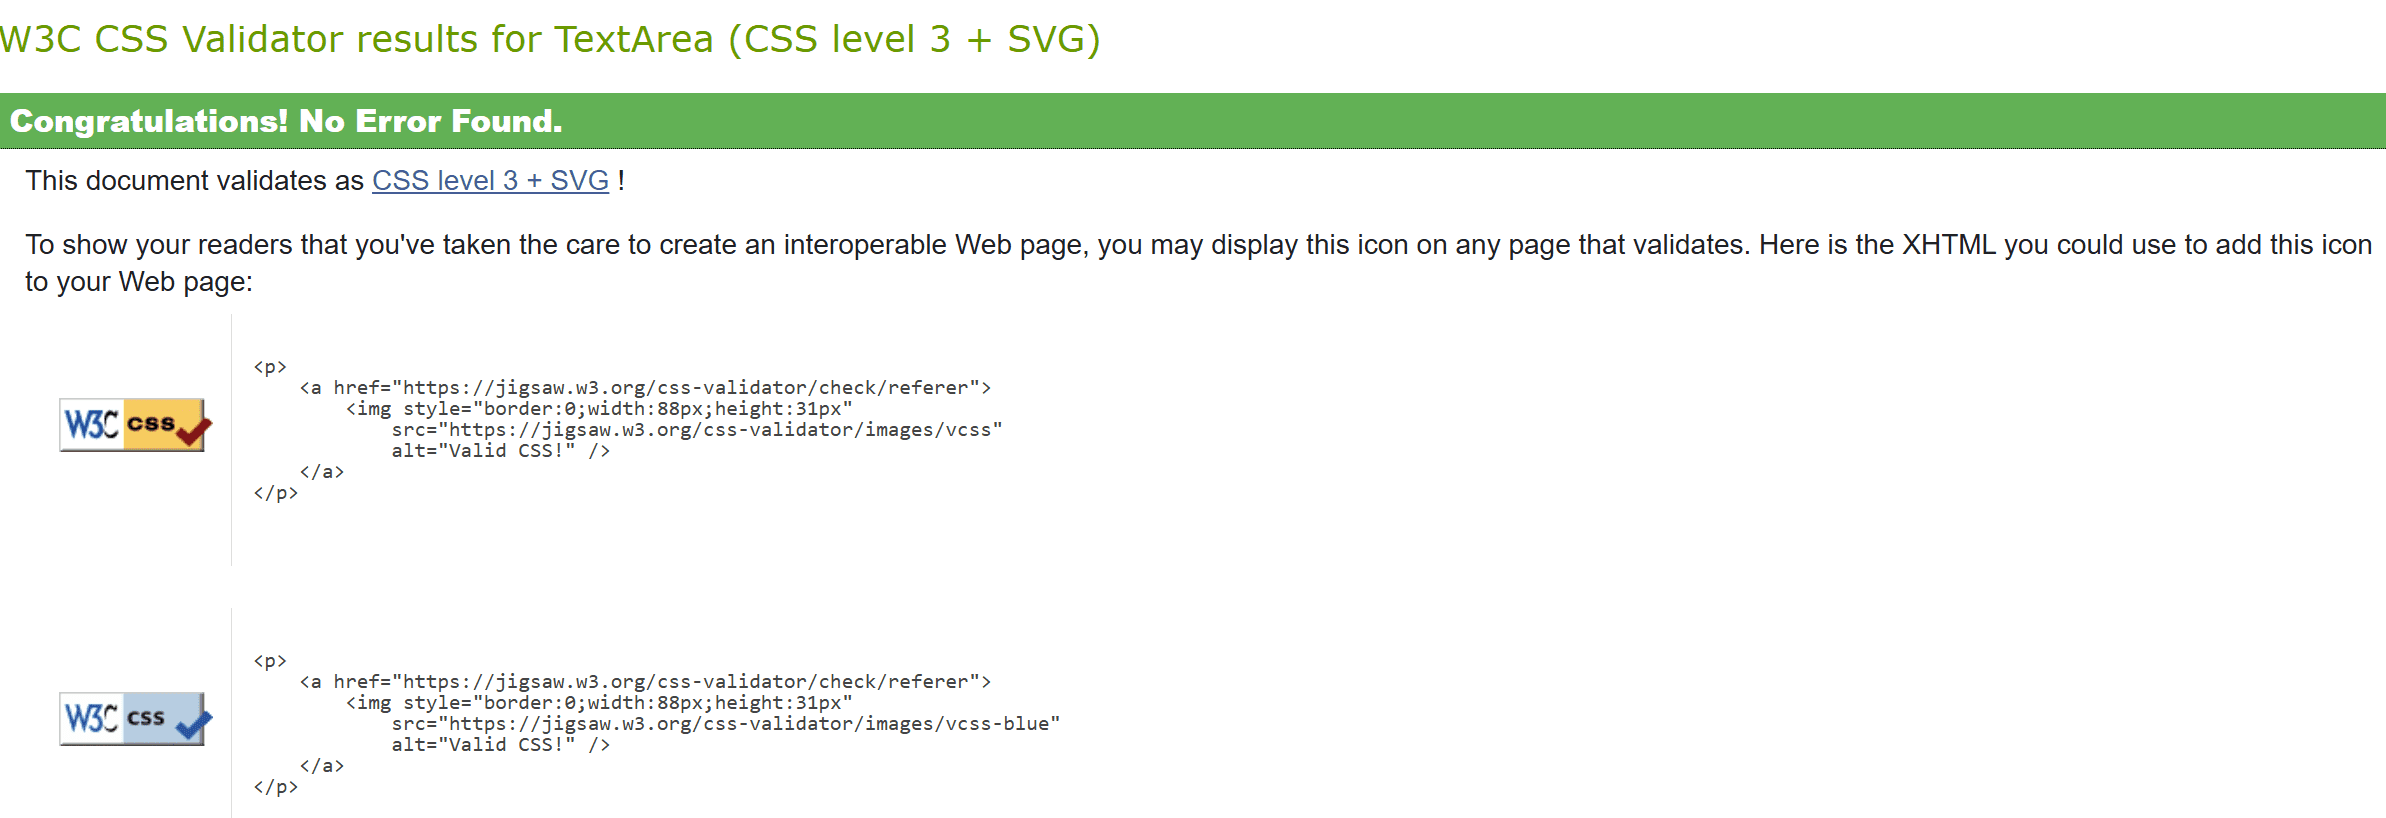 W3C CSS Validator results for TextArea (CSS level 3 + SVG)
Congratulations! No Error Found.
This document validates as CSS level 3 + SVG !
To show your readers that you've taken the care to create an interoperable Web page, you may display this icon on any page that validates. Here is the XHTML you could use to add this icon
to your Web page:
W3C css
<p>
    <a href="https://jigsaw.w3.org/css-validator/check/referer">
        <img style="border:0;width:88px;height:31px"
            src="https://jigsaw.w3.org/css-validator/images/vcss"
            alt="Valid CSS!" />
    </a>
</p>
W3C css
<p>
    <a href="https://jigsaw.w3.org/css-validator/check/referer">
        <img style="border:0;width:88px;height:31px"
            src="https://jigsaw.w3.org/css-validator/images/vcss-blue"
            alt="Valid CSS!" />
    </a>
</p>